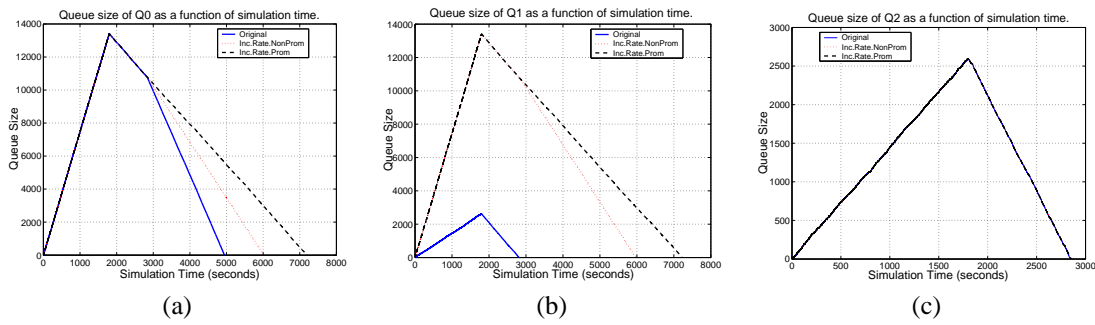 Queue size of Q0 as a function of simulation time.
14000
12000
10000
8000
6000
4000
2000
0
Queue Size
Original
Inc.Rate.NonProm
Inc.Rate.Prom
0 1000 2000 3000 4000 5000 6000 7000 8000
Simulation Time (seconds)
(a)
Queue size of Q1 as a function of simulation time.
14000
12000
10000
8000
6000
4000
2000
0
Queue Size
Original
Inc.Rate.NonProm
Inc.Rate.Prom
0 1000 2000 3000 4000 5000 6000 7000 8000
Simulation Time (seconds)
(b)
Queue size of Q2 as a function of simulation time.
3000
2500
2000
1500
1000
500
0
Queue Size
Original
Inc.Rate.NonProm
Inc.Rate.Prom
0 500 1000 1500 2000 2500 3000
Simulation Time (seconds)
(c)